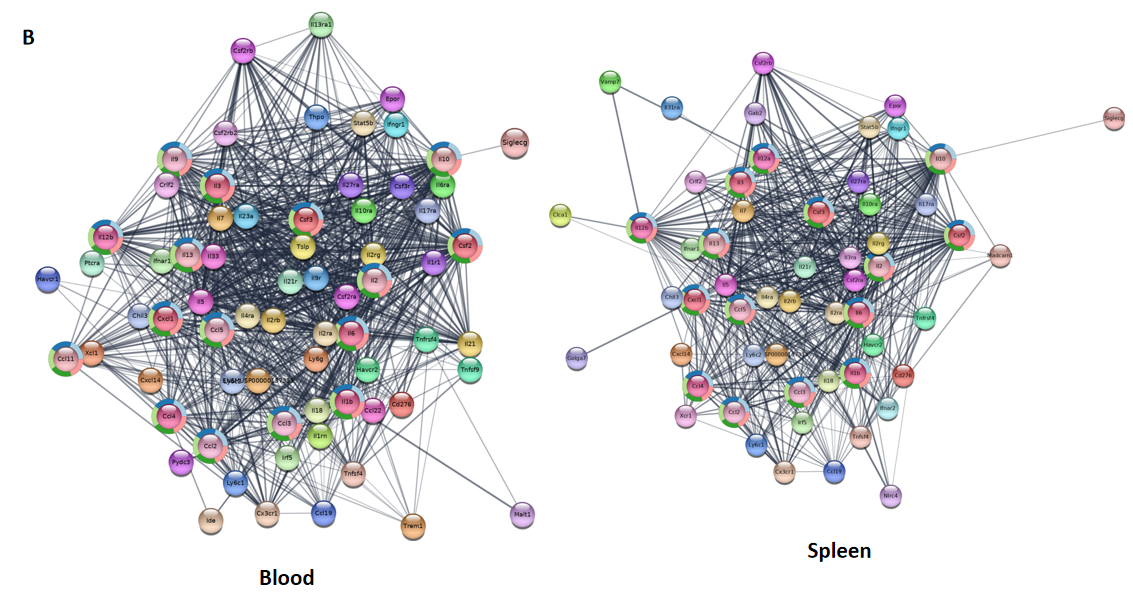 B
Il13ra1
Csf2rb
Epor
Thpo
Stat5b
Ifngr1
Csf2rb2
Siglecg
Il9
Il10
Crlf2
Il3
Il27ra
Csf3r
Il6ra
Il7
Il23a
Csf3
Il10ra
Il17ra
Il12b
Tslp
Csf2
Ptcra
Ifnar1
Il13
Il33
Il2rg
Il1r1
Havcr1
Il21r
Il9r
Il2
Il5
Csf2ra
Chil3
Cxcl1
Ccl5
Il4ra
Il2rb
Il2ra
Il6
Tnfrsf4
Il21
Ccl11
Xcl1
Ly6g
Havcr2
Tnfsf9
Cxcl14
Ccl4
Ccl3
Il18
Il1b
Ccl22
Cd276
Ccl2
Il1rn
Pydc3
Irf5
Tnfsf4
Ly6c1
Ide
Cx3cr1
Ccl19
Trem1
Malt1
Blood
Csf2rb
Vamp7
Il31ra
Gab2
Epor
Stat5b
Ifngr1
Siglecg
Il12a
Il10
Crlf2
Il3
Il27ra
Il7
Csf3
Il10ra
Il17ra
Clca1
Il12b
Ifnar1
Il13
Il2rg
Csf2
Il21r
Il3ra
Il2
Madcam1
Il5
Csf2ra
Chil3
Cxcl1
Ccl5
Il4ra
Il2rb
Il2ra
Il6
Tnfrsf4
Golga7
Cxcl14
Ly6c2
Havcr2
Ccl4
Ccl3
Il18
Il1b
Cd276
Xcr1
Ccl2
Irf5
Ifnar2
Ly6c1
Tnfsf4
Cx3cr1
Ccl19
Nlrc4
Spleen